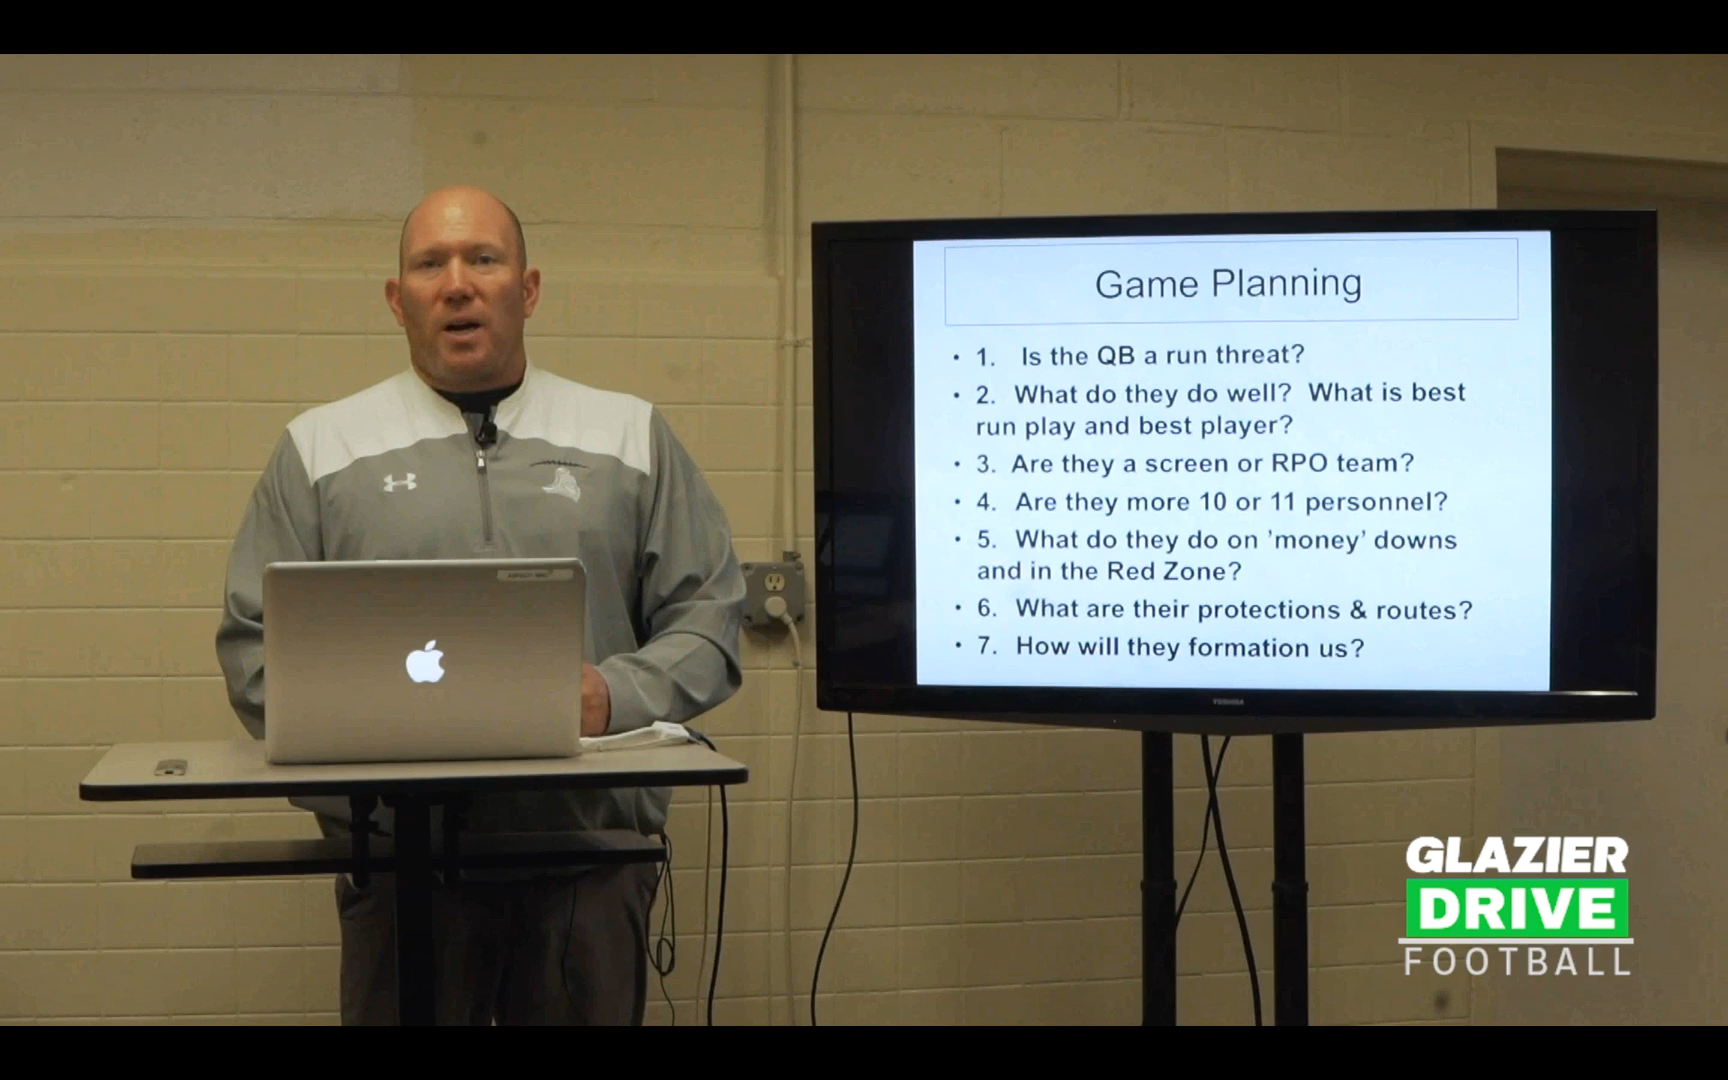 Game Planning
• 1. Is the QB a run threat?
• 2. What do they do well? What is best
run play and best player?
• 3. Are they a screen or RPO team?
• 4. Are they more 10 or 11 personnel?
• 5. What do they do on 'money' downs
and in the Red Zone?
• 6. What are their protections & routes?
• 7. How will they formation us?
TOSHIBA
GLAZIER
DRIVE
FOOTBALL